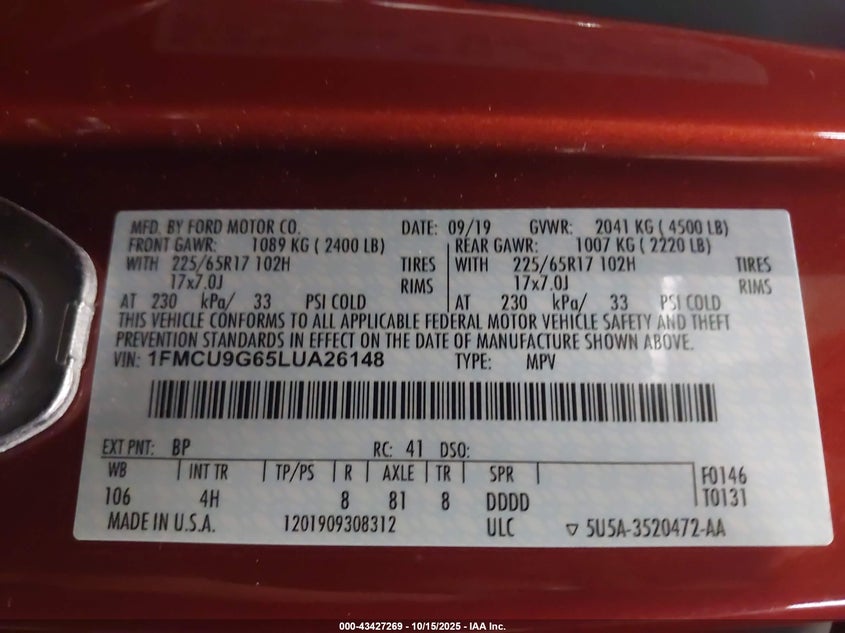 MFD. BY FORD MOTOR CO. DATE: 09/19 GVWR: 2041 KG ( 4500 LB)
FRONT GAWR: 1089 KG ( 2400 LB) REAR GAWR: 1007 KG ( 2220 LB)
WITH 225/65R17 102H TIRES WITH 225/65R17 102H TIRES
17x7.0J RIMS 17x7.0J RIMS
AT 230 kPa/ 33 PSI COLD AT 230 kPa/ 33 PSI COLD
THIS VEHICLE CONFORMS TO ALL APPLICABLE FEDERAL MOTOR VEHICLE SAFETY AND THEFT
PREVENTION STANDARDS IN EFFECT ON THE DATE OF MANUFACTURE SHOWN ABOVE.
VIN: 1FMCU9G65LUA26148 TYPE: MPV
EXT PNT: BP RC: 41 DSO:
WB INT TR TP/PS R AXLE TR SPR F0146
106 4H 8 81 8 DDDD T0131
MADE IN U.S.A. 1201909308312 ULC ▽ 5U5A-3520472-AA
000-43427269 - 10/15/2025 - IAA Inc.